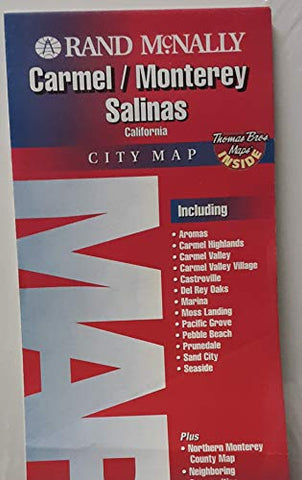 RAND McNALLY
Carmel / Monterey
Salinas
California
Thomas Bros
Maps
INSIDE
CITY MAP
MAP
Including
• Aromas
• Carmel Highlands
• Carmel Valley
• Carmel Valley Village
• Castroville
• Del Rey Oaks
• Marina
• Moss Landing
• Pacific Grove
• Pebble Beach
• Prunedale
• Sand City
• Seaside
Plus
• Northern Monterey
County Map
• Neighboring